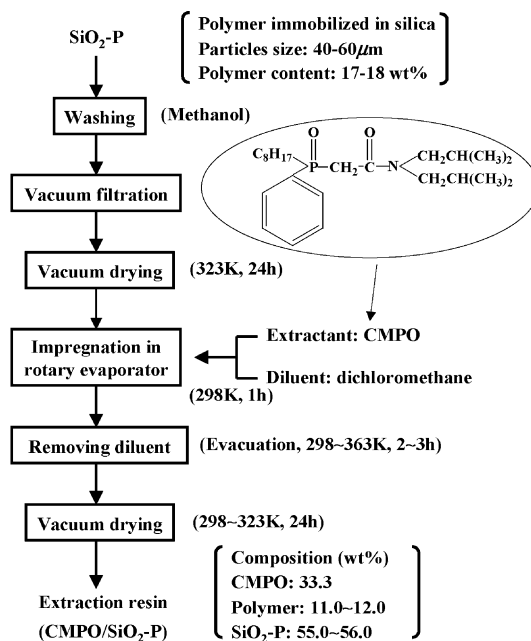 SiO2-P
Polymer immobilized in silica
Particles size: 40-60μm
Polymer content: 17-18 wt%
Washing
(Methanol)
O
O
C8H17
P
CH2
C
N
CH2CH(CH3)2
CH2CH(CH3)2
Vacuum filtration
Vacuum drying
(323K, 24h)
Impregnation in
rotary evaporator
Extractant: CMPO
Diluent: dichloromethane
(298K, 1h)
Removing diluent
(Evacuation, 298~363K, 2~3h)
Vacuum drying
(298~323K, 24h)
Extraction resin
(CMPO/SiO2-P)
Composition (wt%)
CMPO: 33.3
Polymer: 11.0~12.0
SiO2-P: 55.0~56.0